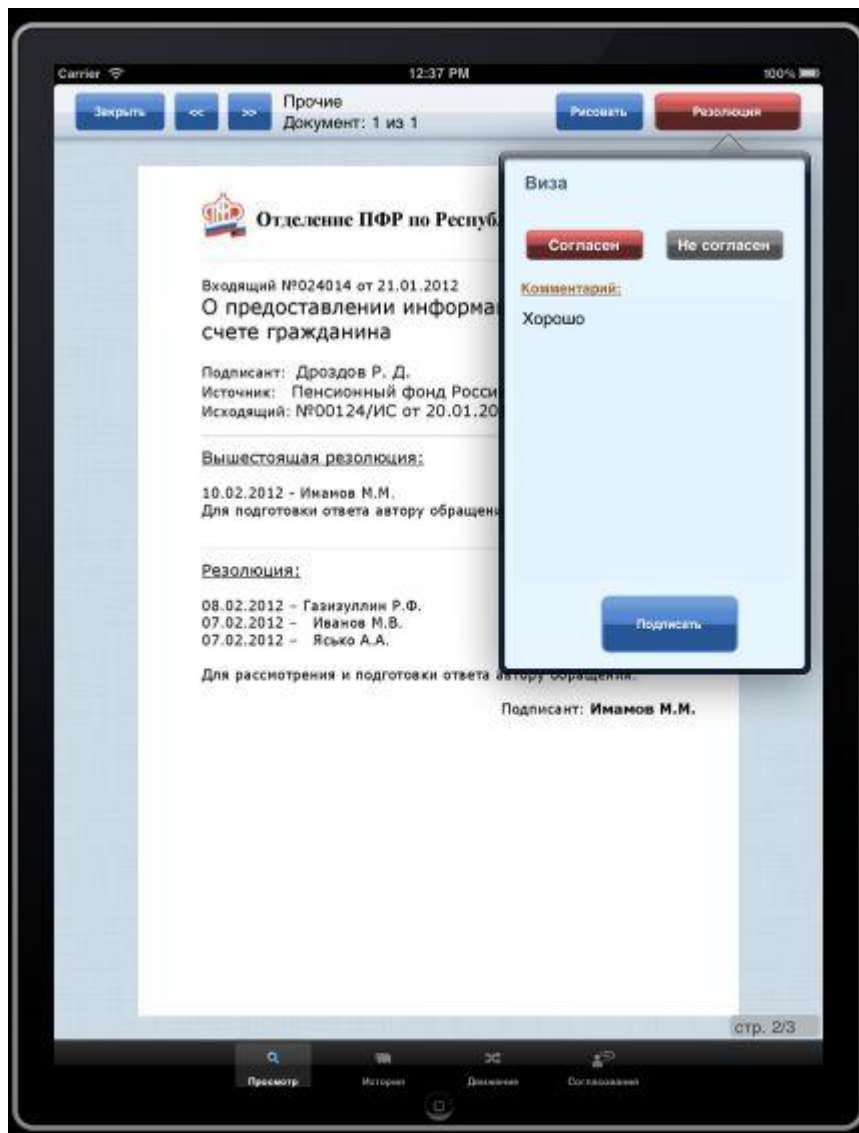 Carrier 12:37 PM 100%
Закрыть << >> Прочие Рисовать Резолюция
Документ: 1 из 1
Виза
Согласен Не согласен
Комментарий:
Хорошо
Подписать
Отделение ПФР по Республ
Входящий №024014 от 21.01.2012
О предоставлении информа
счете гражданина
Подписант: Дроздов Р. Д.
Источник: Пенсионный фонд Росси
Исходящий: №00124/ИС от 20.01.20
Вышестоящая резолюция:
10.02.2012 - Иманов М.М.
Для подготовки ответа автору обращени
Резолюция:
08.02.2012 – Газизуллин Р.Ф.
07.02.2012 – Иванов М.В.
07.02.2012 – Ясько А.А.
Для рассмотрения и подготовки ответа автору обращения.
Подписант: Имамов М.М.
стр. 2/3
Просмотр История Движение Согласование